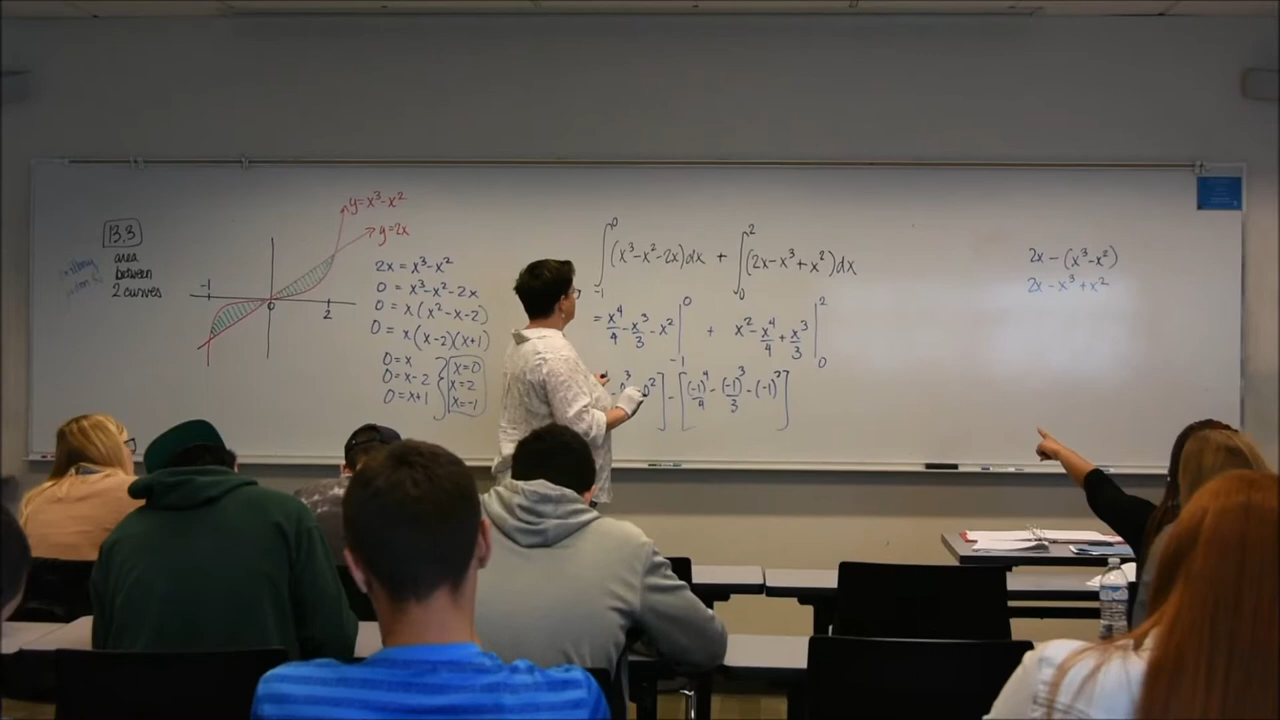 13.3
area
between
2 curves
y=x³-x²
y=2x
-1
0
2
2x = x³-x²
0 = x³-x²-2x
0 = x(x²-x-2)
0 = x(x-2)(x+1)
0=x
0=x-2
0=x+1
x=0
x=2
x=-1
∫₋₁⁰ (x³-x²-2x)dx + ∫₀² (2x-x³+x²)dx
= x⁴/4 - x³/3 - x² |₋₁⁰ + x² - x⁴/4 + x³/3 |₀²
0³ 0²] - [(-1)⁴/4 - (-1)³/3 - (-1)²]
2x - (x³-x²)
2x - x³ + x²